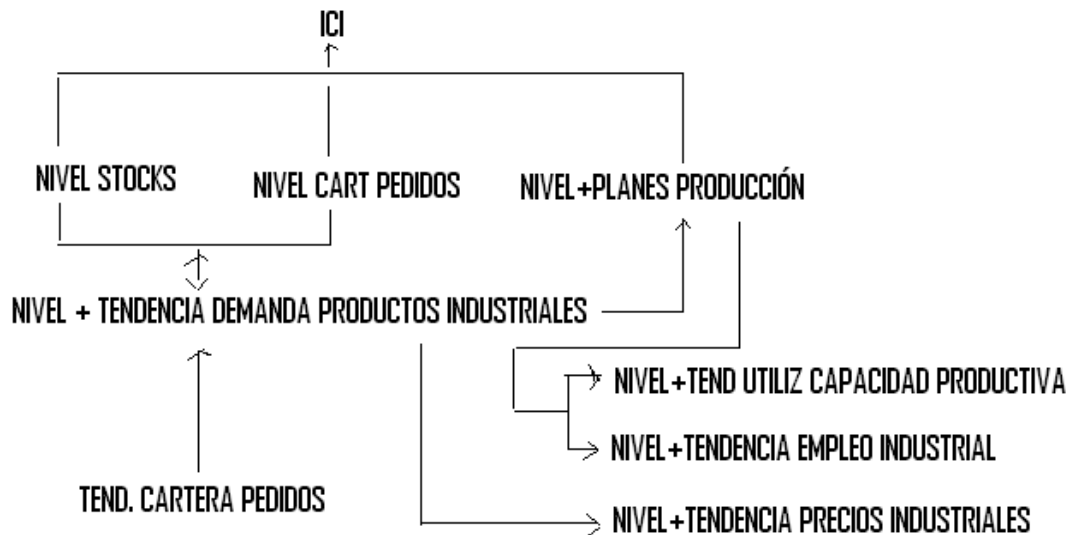 ICI
NIVEL STOCKS
NIVEL CART PEDIDOS
NIVEL+PLANES PRODUCCIÓN
NIVEL + TENDENCIA DEMANDA PRODUCTOS INDUSTRIALES
NIVEL+TEND UTILIZ CAPACIDAD PRODUCTIVA
NIVEL+TENDENCIA EMPLEO INDUSTRIAL
TEND. CARTERA PEDIDOS
NIVEL+TENDENCIA PRECIOS INDUSTRIALES